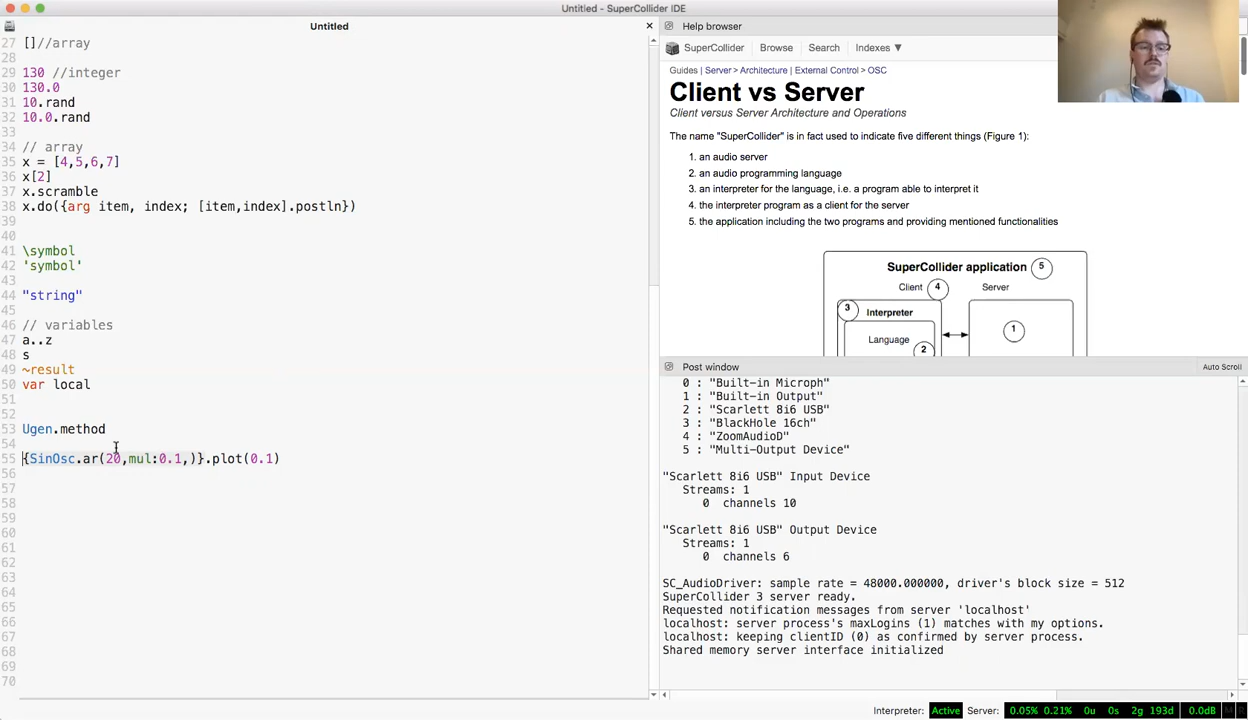 Untitled - SuperCollider IDE
Untitled
27 []//array
28
29 130 //integer
30 130.0
31 10.rand
32 10.0.rand
33
34 // array
35 x = [4,5,6,7]
36 x[2]
37 x.scramble
38 x.do({arg item, index; [item,index].postln})
39
40
41 \symbol
42 'symbol'
43
44 "string"
45
46 // variables
47 a..z
48 s
49 ~result
50 var local
51
52
53 Ugen.method
54
55 {SinOsc.ar(20,mul:0.1,)}.plot(0.1)
56
57
58
59
60
61
62
63
64
65
66
67
68
69
70
Help browser
SuperCollider Browse Search Indexes ▼
Guides | Server > Architecture | External Control > OSC
Client vs Server
Client versus Server Architecture and Operations
The name "SuperCollider" is in fact used to indicate five different things (Figure 1):
1. an audio server
2. an audio programming language
3. an interpreter for the language, i.e. a program able to interpret it
4. the interpreter program as a client for the server
5. the application including the two programs and providing mentioned functionalities
SuperCollider application 5
Client 4 Server
3 Interpreter
1
Language
2
Post window Auto Scroll
0 : "Built-in Microph"
1 : "Built-in Output"
2 : "Scarlett 8i6 USB"
3 : "BlackHole 16ch"
4 : "ZoomAudioD"
5 : "Multi-Output Device"
"Scarlett 8i6 USB" Input Device
Streams: 1
0 channels 10
"Scarlett 8i6 USB" Output Device
Streams: 1
0 channels 6
SC_AudioDriver: sample rate = 48000.000000, driver's block size = 512
SuperCollider 3 server ready.
Requested notification messages from server 'localhost'
localhost: server process's maxLogins (1) matches with my options.
localhost: keeping clientID (0) as confirmed by server process.
Shared memory server interface initialized
Interpreter: Active Server: 0.05% 0.21% 0u 0s 2g 193d 0.0dB M R